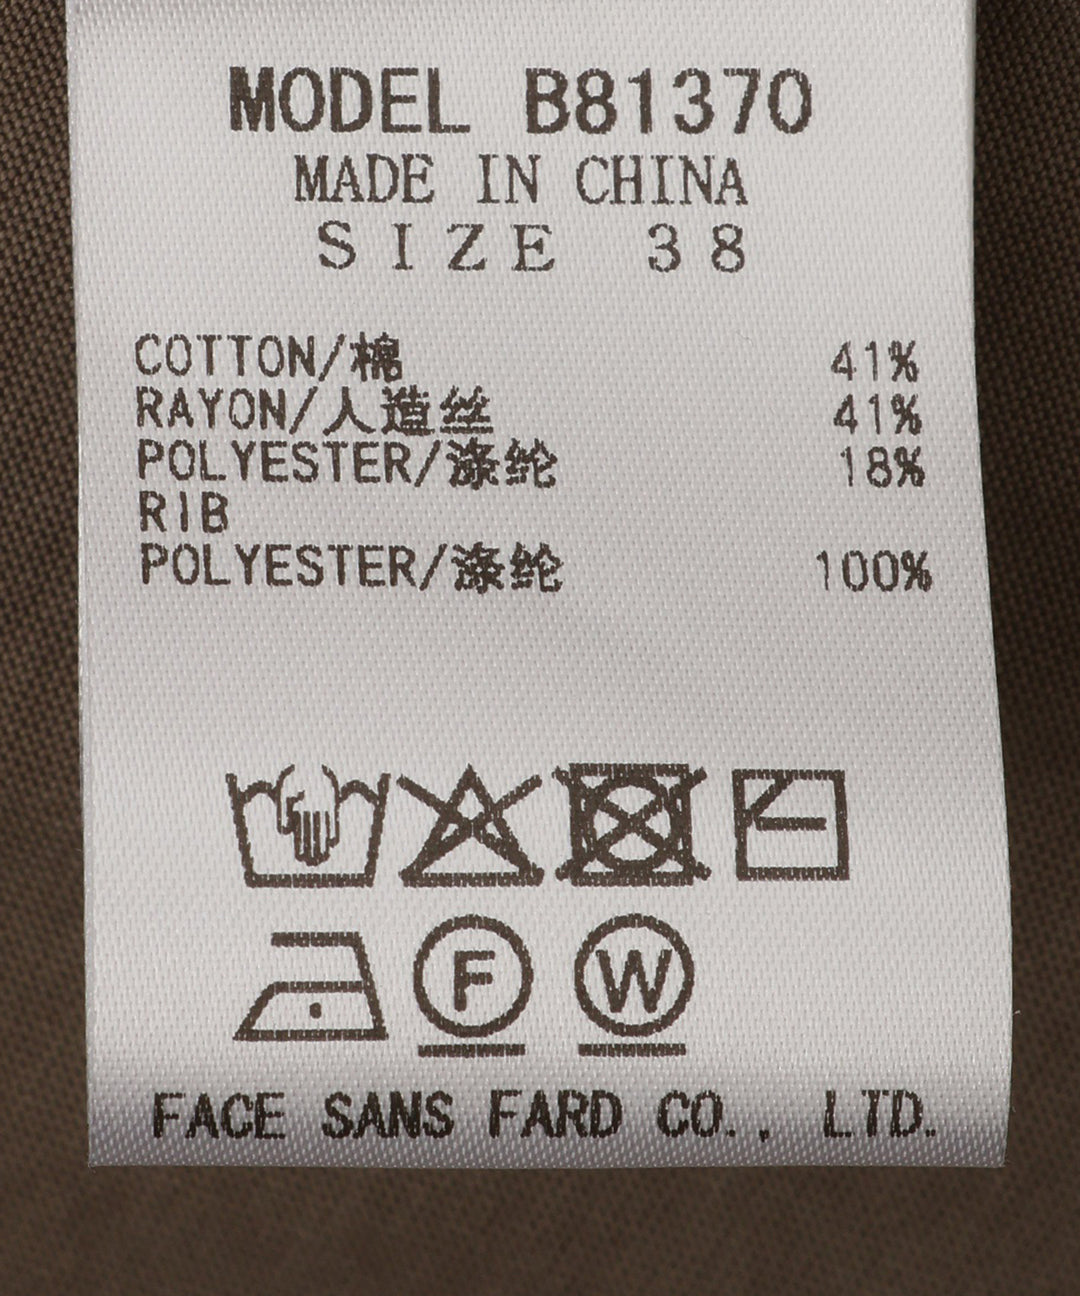 MODEL B81370
MADE IN CHINA
SIZE 38
COTTON/棉 41%
RAYON/人造丝 41%
POLYESTER/涤纶 18%
RIB
POLYESTER/涤纶 100%
F W
FACE SANS FARD CO., LTD.